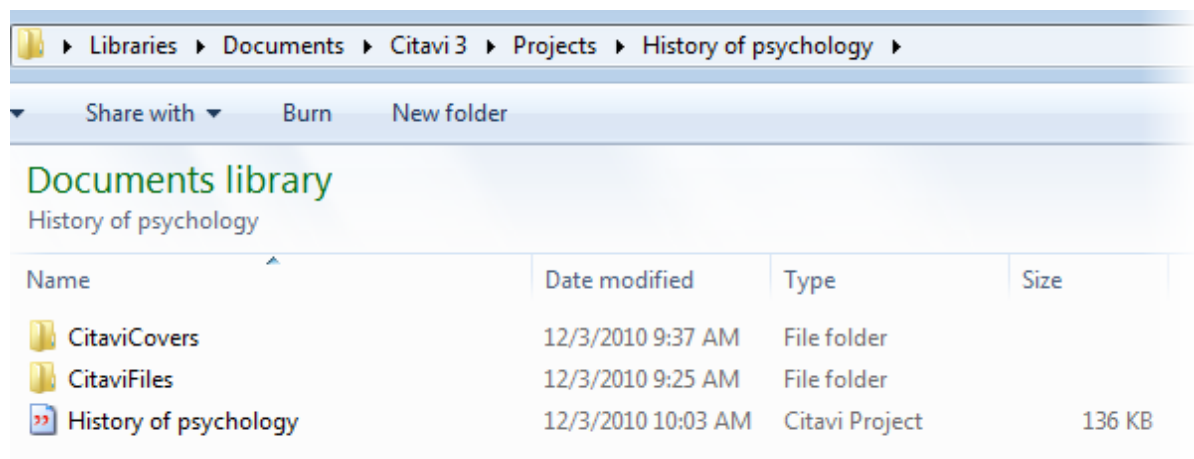 Libraries Documents Citavi 3 Projects History of psychology
Share with Burn New folder
Documents library
History of psychology
Name Date modified Type Size
CitaviCovers 12/3/2010 9:37 AM File folder
CitaviFiles 12/3/2010 9:25 AM File folder
History of psychology 12/3/2010 10:03 AM Citavi Project 136 KB